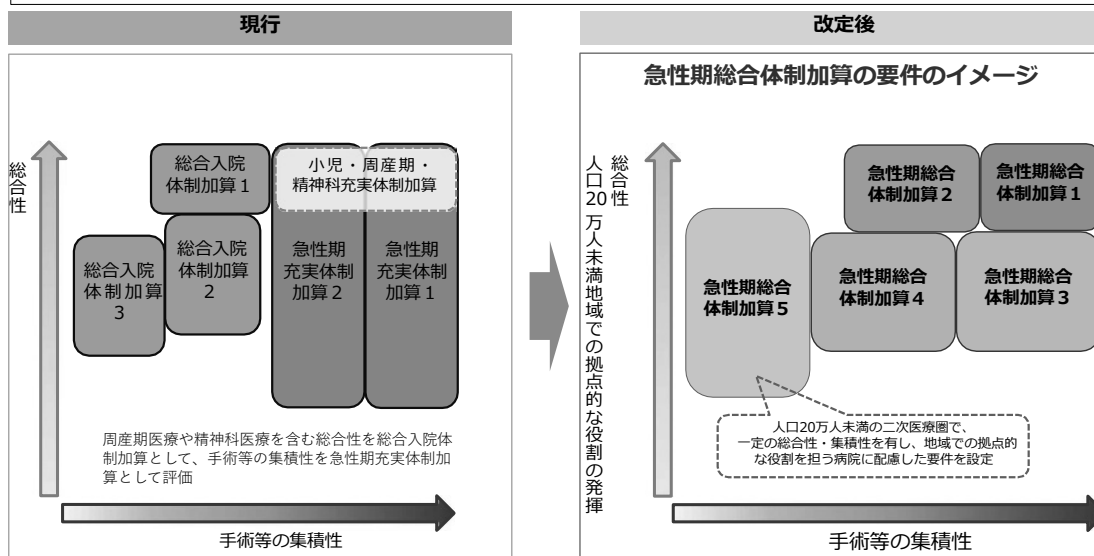 現行
総合性
総合入院
体制加算１
小児・周産期・
精神科充実体制加算
総合入院
体制加算
２
総合入院
体制加算
３
急性期
充実体制
加算２
急性期
充実体制
加算１
周産期医療や精神科医療を含む総合性を総合入院体
制加算として、手術等の集積性を急性期充実体制加
算として評価
手術等の集積性
改定後
急性期総合体制加算の要件のイメージ
総合性
人口20万人未満地域での拠点的な役割の発揮
急性期総合
体制加算２
急性期総合
体制加算１
急性期総合
体制加算５
急性期総合
体制加算４
急性期総合
体制加算３
人口20万人未満の二次医療圏で、
一定の総合性・集積性を有し、地域での拠点的
な役割を担う病院に配慮した要件を設定
手術等の集積性